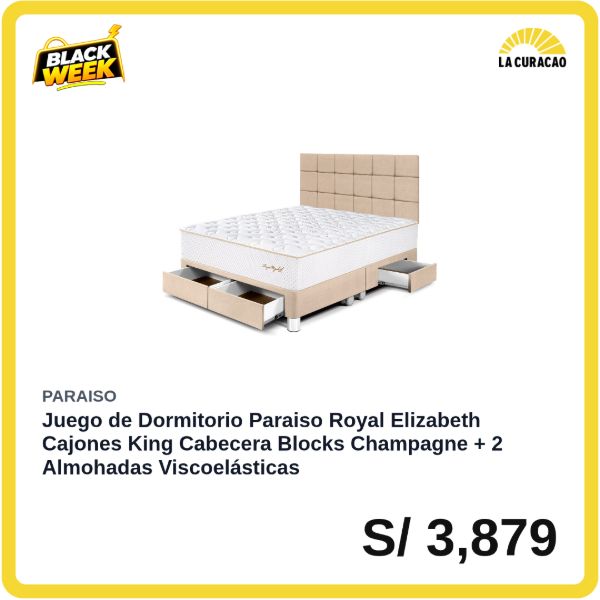 BLACK
WEEK
LA CURACAO
PARAISO
Juego de Dormitorio Paraiso Royal Elizabeth
Cajones King Cabecera Blocks Champagne + 2
Almohadas Viscoelásticas
S/ 3,879